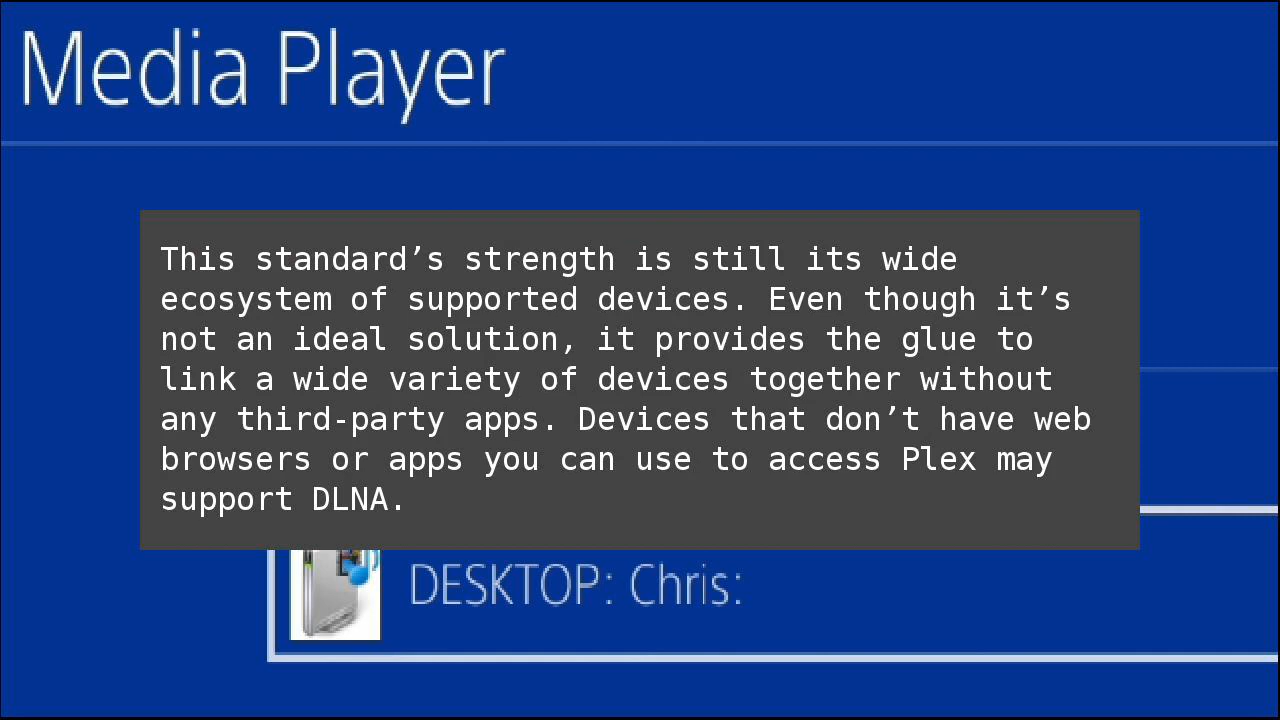 Media Player
This standard’s strength is still its wide
ecosystem of supported devices. Even though it’s
not an ideal solution, it provides the glue to
link a wide variety of devices together without
any third-party apps. Devices that don’t have web
browsers or apps you can use to access Plex may
support DLNA.
DESKTOP: Chris: